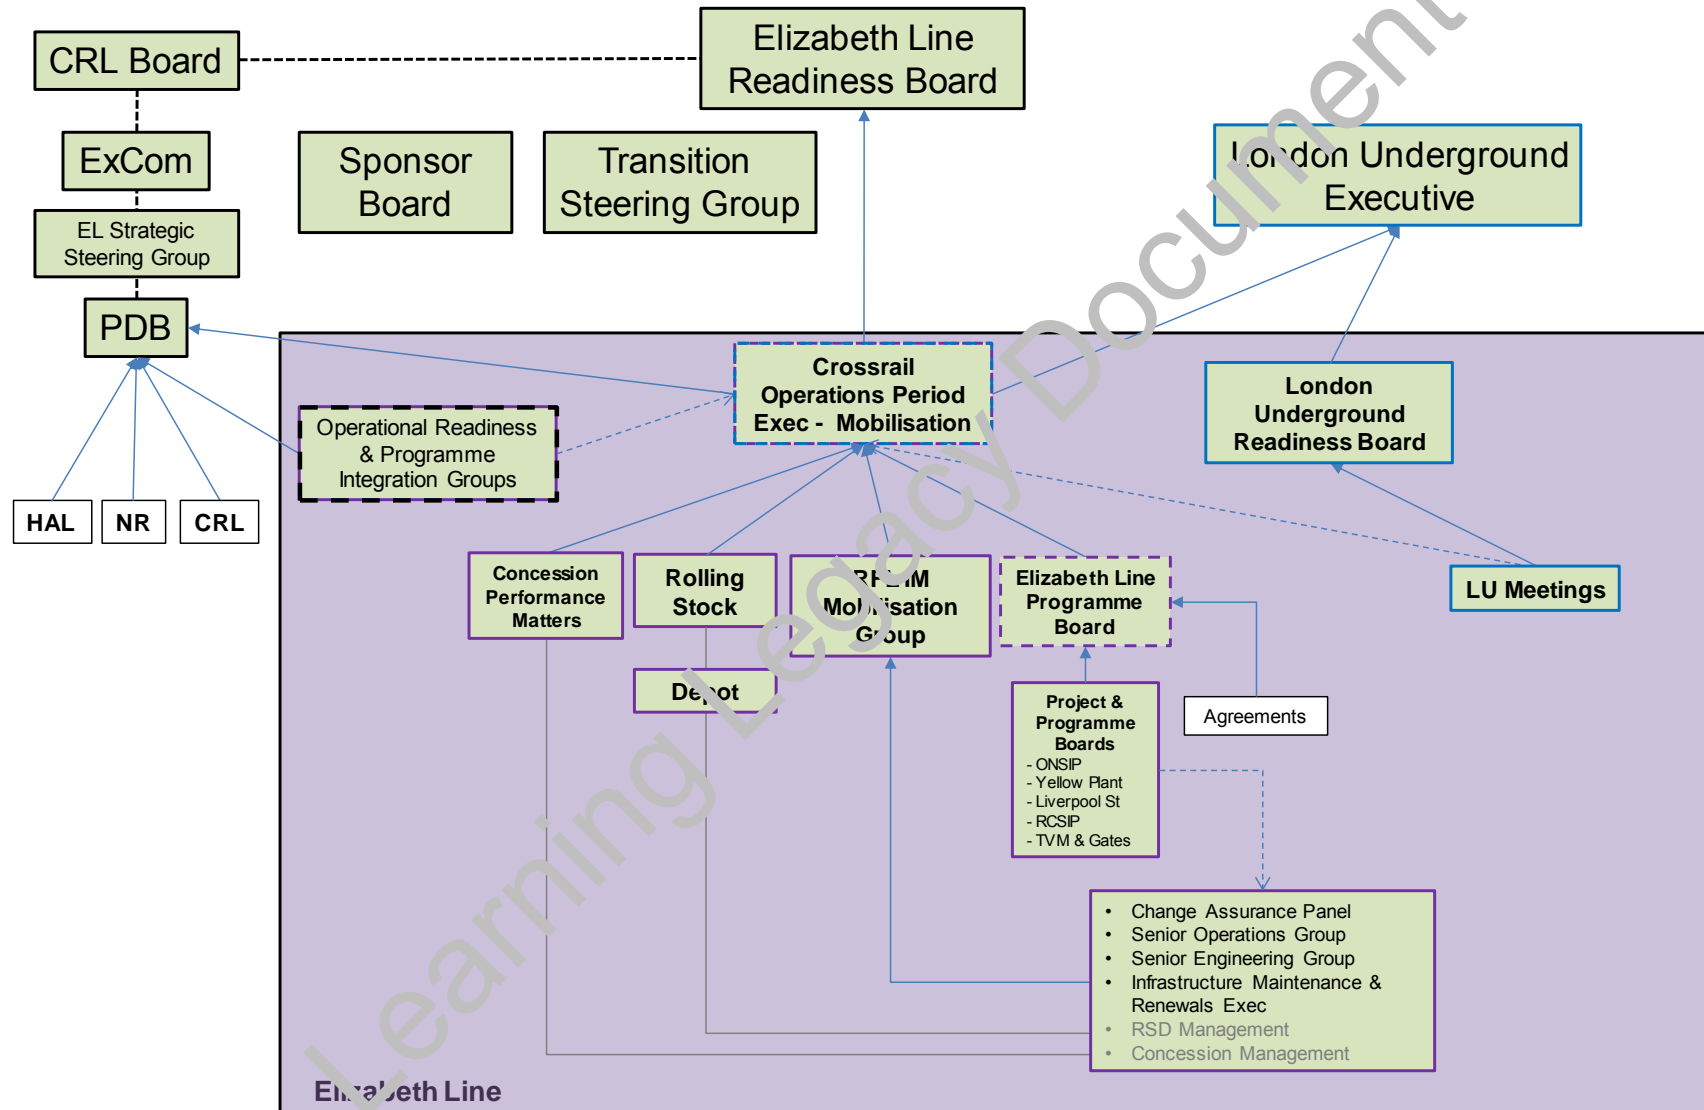 CRL Board
Elizabeth Line
Readiness Board
ExCom
Sponsor
Board
Transition
Steering Group
London Underground
Executive
EL Strategic
Steering Group
PDB
Crossrail
Operations Period
Exec - Mobilisation
London
Underground
Readiness Board
Operational Readiness
& Programme
Integration Groups
HAL
NR
CRL
Concession
Performance
Matters
Rolling
Stock
Mobilisation
Group
Elizabeth Line
Programme
Board
LU Meetings
Depot
Project &
Programme
Boards
- ONSIP
- Yellow Plant
- Liverpool St
- RCSIP
- TVM & Gates
Agreements
• Change Assurance Panel
• Senior Operations Group
• Senior Engineering Group
• Infrastructure Maintenance &
Renewals Exec
• RSD Management
• Concession Management
Elizabeth Line
Learning Legacy Document